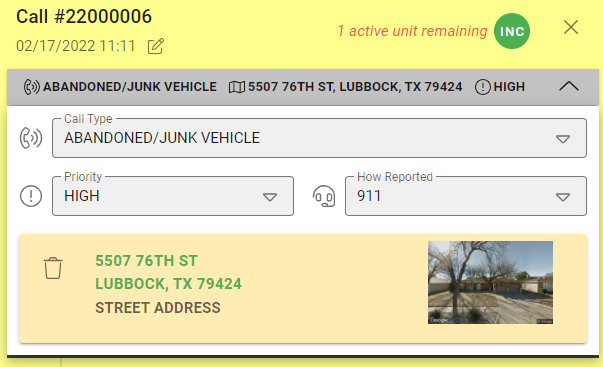 Call #22000006
02/17/2022 11:11
1 active unit remaining
INC
ABANDONED/JUNK VEHICLE 5507 76TH ST, LUBBOCK, TX 79424 HIGH
Call Type
ABANDONED/JUNK VEHICLE
Priority
HIGH
How Reported
911
5507 76TH ST
LUBBOCK, TX 79424
STREET ADDRESS
Google